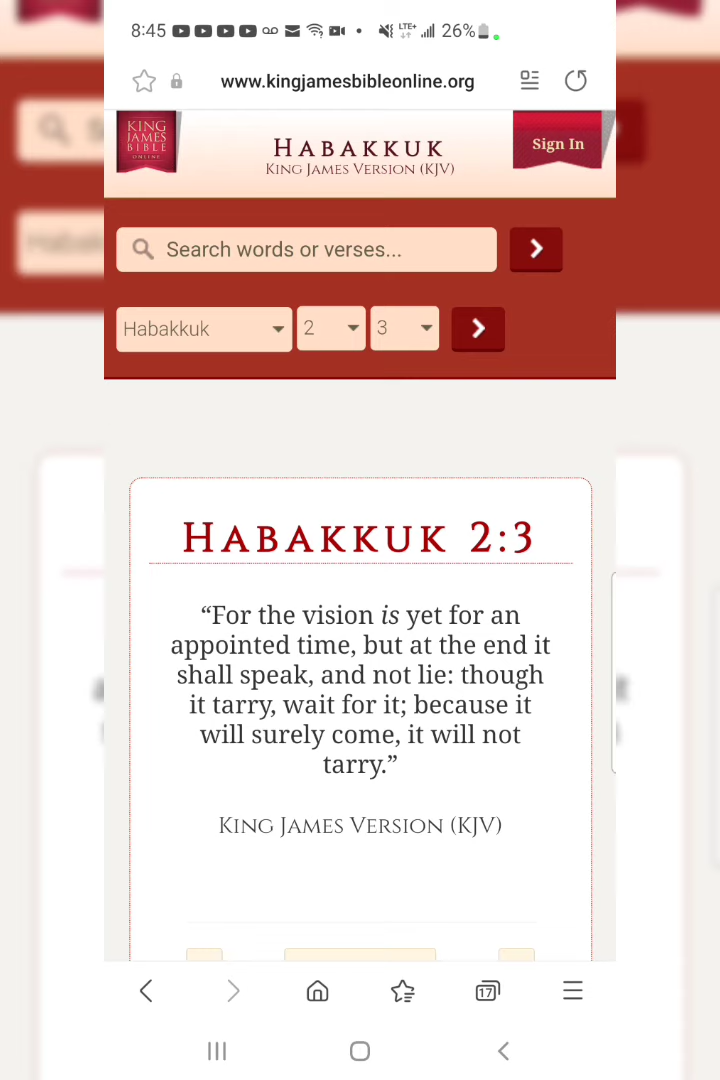 8:45 LTE+ 26%
www.kingjamesbibleonline.org
KING
JAMES
BIBLE
ONLINE
HABAKKUK
KING JAMES VERSION (KJV)
Sign In
Search words or verses...
Habakkuk 2 3
HABAKKUK 2:3
“For the vision is yet for an
appointed time, but at the end it
shall speak, and not lie: though
it tarry, wait for it; because it
will surely come, it will not
tarry.”
KING JAMES VERSION (KJV)
17